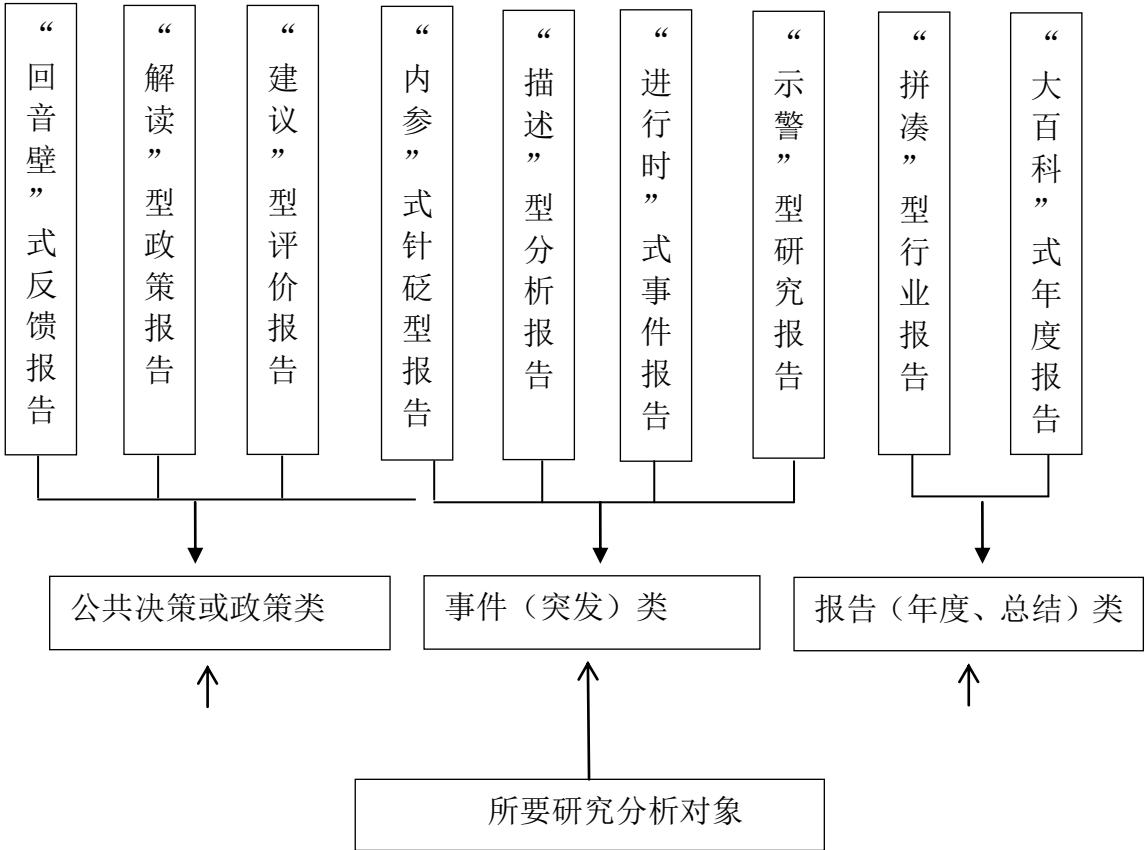 “回音壁”式反馈报告
“解读”型政策报告
“建议”型评价报告
“内参”式针砭型报告
“描述”型分析报告
“进行时”式事件报告
“示警”型研究报告
“拼凑”型行业报告
“大百科”式年度报告
公共决策或政策类
事件（突发）类
报告（年度、总结）类
所要研究分析对象